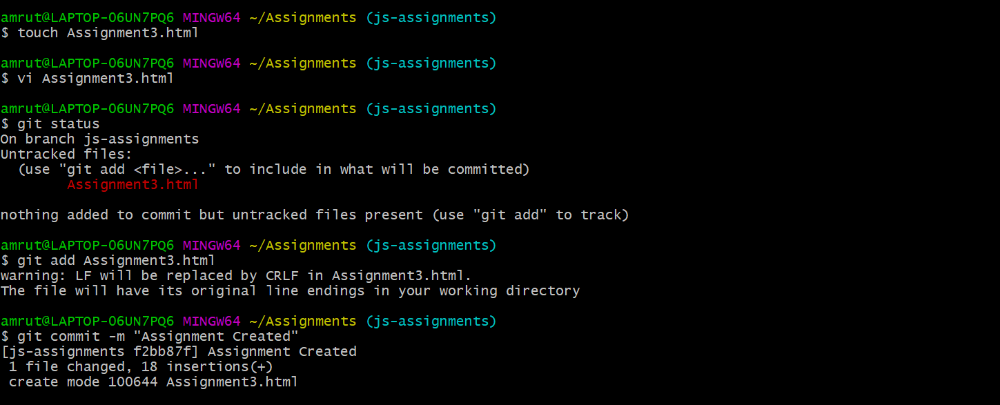 amrut@LAPTOP-O6UN7PQ6 MINGW64 ~/Assignments (js-assignments)
$ touch Assignment3.html
amrut@LAPTOP-O6UN7PQ6 MINGW64 ~/Assignments (js-assignments)
$ vi Assignment3.html
amrut@LAPTOP-O6UN7PQ6 MINGW64 ~/Assignments (js-assignments)
$ git status
On branch js-assignments
Untracked files:
  (use "git add <file>..." to include in what will be committed)
        Assignment3.html
nothing added to commit but untracked files present (use "git add" to track)
amrut@LAPTOP-O6UN7PQ6 MINGW64 ~/Assignments (js-assignments)
$ git add Assignment3.html
warning: LF will be replaced by CRLF in Assignment3.html.
The file will have its original line endings in your working directory
amrut@LAPTOP-O6UN7PQ6 MINGW64 ~/Assignments (js-assignments)
$ git commit -m "Assignment Created"
[js-assignments f2bb87f] Assignment Created
 1 file changed, 18 insertions(+)
 create mode 100644 Assignment3.html